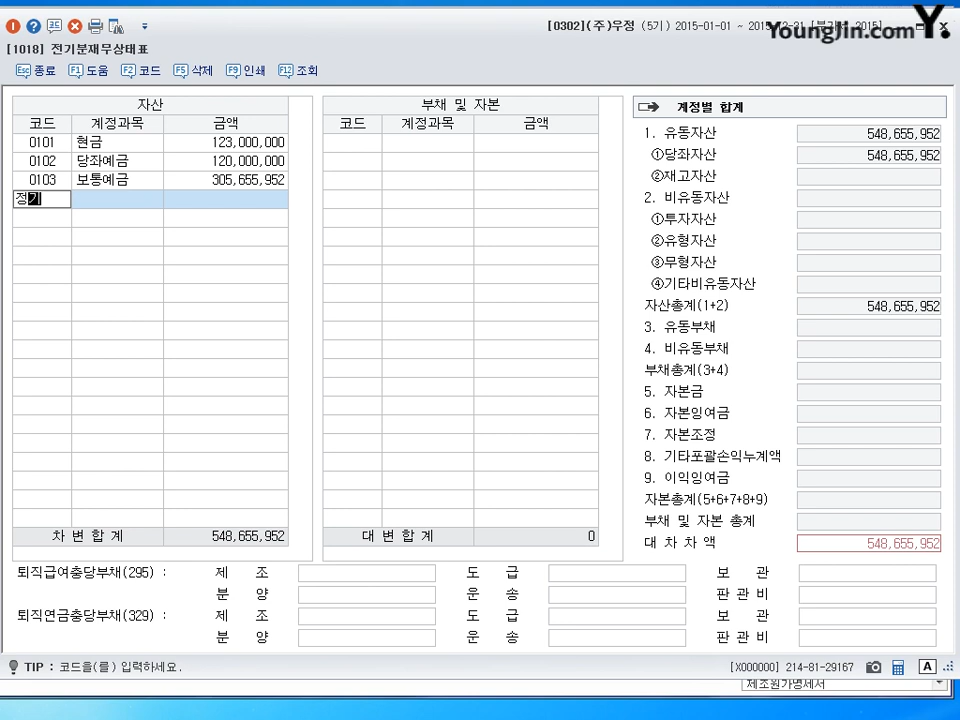 [0302](주)우정 (5기) 2015-01-01 ~ 2015-12-31 [부가세 2015]
YoungJin.com Y.
[1018] 전기분재무상태표
Esc 종료 F1 도움 F2 코드 F5 삭제 F9 인쇄 F12 조회
자산
코드 계정과목 금액
0101 현금 123,000,000
0102 당좌예금 120,000,000
0103 보통예금 305,655,952
정기
차 변 합 계 548,655,952
부채 및 자본
코드 계정과목 금액
대 변 합 계 0
계정별 합계
1. 유동자산 548,655,952
①당좌자산 548,655,952
②재고자산
2. 비유동자산
①투자자산
②유형자산
③무형자산
④기타비유동자산
자산총계(1+2) 548,655,952
3. 유동부채
4. 비유동부채
부채총계(3+4)
5. 자본금
6. 자본잉여금
7. 자본조정
8. 기타포괄손익누계액
9. 이익잉여금
자본총계(5+6+7+8+9)
부채 및 자본 총계
대 차 차 액 548,655,952
퇴직급여충당부채(295) : 제 조 도 급 보 관
분 양 운 송 판 관 비
퇴직연금충당부채(329) : 제 조 도 급 보 관
분 양 운 송 판 관 비
TIP : 코드을(를) 입력하세요.
[X000000] 214-81-29167 A
제조원가명세서